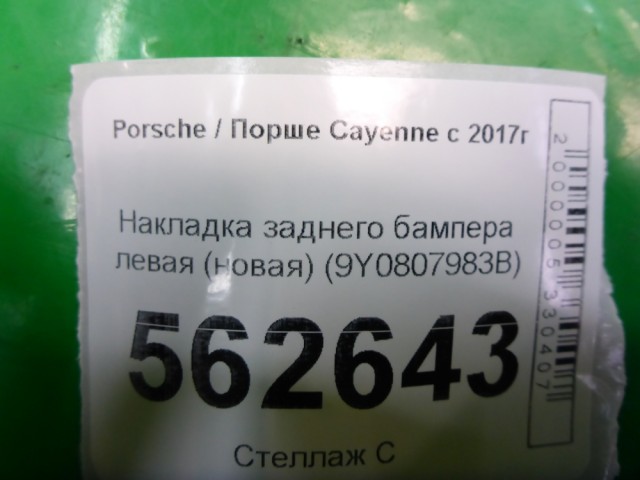 Porsche / Порше Cayenne с 2017г
Накладка заднего бампера
левая (новая) (9Y0807983B)
562643
Стеллаж С
2000005330407